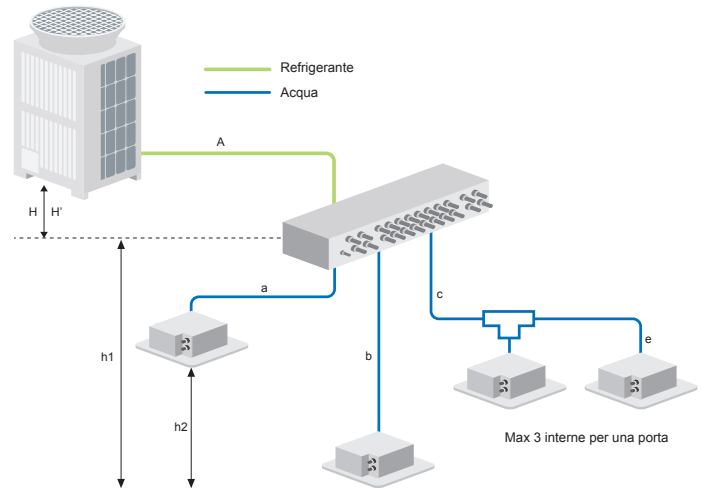 Refrigerante
Acqua
A
H H'
a
c
h1
b
e
h2
Max 3 interne per una porta